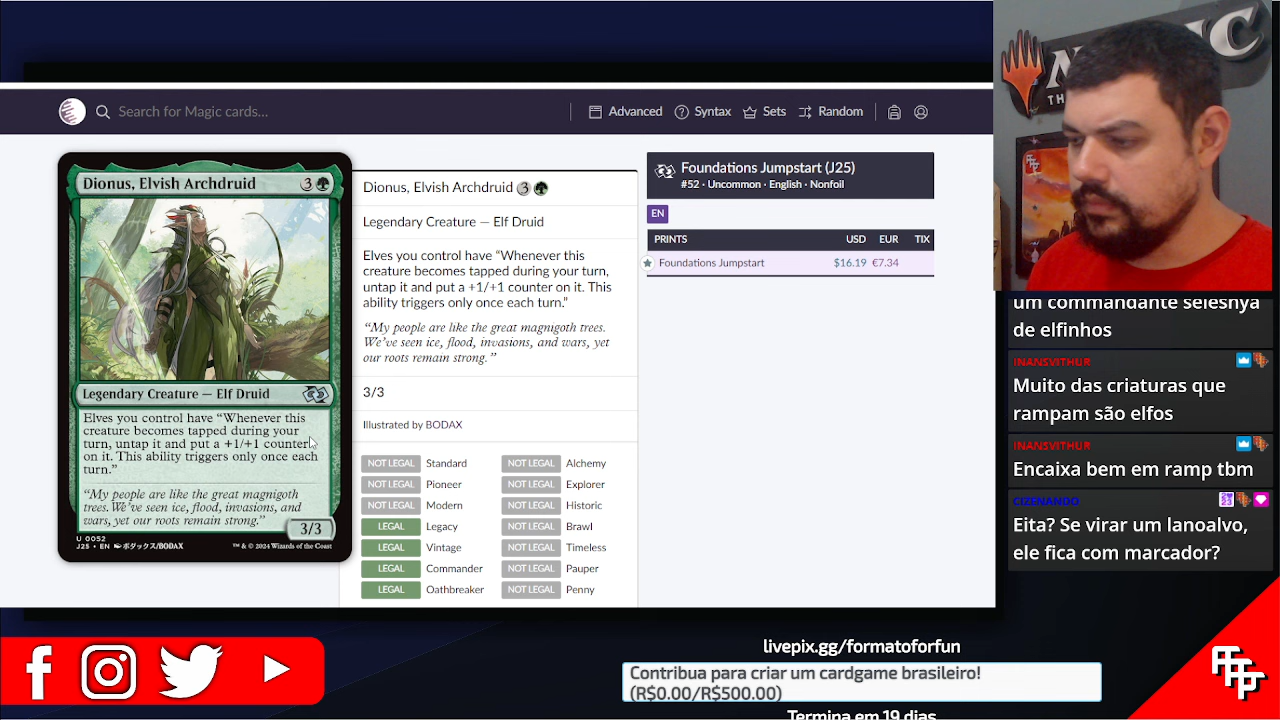 Search for Magic cards...
Advanced
Syntax
Sets
Random
Dionus, Elvish Archdruid 3
Legendary Creature — Elf Druid
Elves you control have “Whenever this
creature becomes tapped during your
turn, untap it and put a +1/+1 counter
on it. This ability triggers only once each
turn.”
“My people are like the great magnigoth
trees. We’ve seen ice, flood, invasions, and
wars, yet our roots remain strong.”
3/3
U 0052
J25 • EN ボダックス/BODAX
™ & © 2024 Wizards of the Coast
Dionus, Elvish Archdruid 3
Legendary Creature — Elf Druid
Elves you control have “Whenever this
creature becomes tapped during your turn,
untap it and put a +1/+1 counter on it. This
ability triggers only once each turn.”
“My people are like the great magnigoth trees.
We’ve seen ice, flood, invasions, and wars, yet
our roots remain strong.”
3/3
Illustrated by BODAX
NOT LEGAL Standard NOT LEGAL Alchemy
NOT LEGAL Pioneer NOT LEGAL Explorer
NOT LEGAL Modern NOT LEGAL Historic
LEGAL Legacy NOT LEGAL Brawl
LEGAL Vintage NOT LEGAL Timeless
LEGAL Commander NOT LEGAL Pauper
LEGAL Oathbreaker NOT LEGAL Penny
Foundations Jumpstart (J25)
#52 · Uncommon · English · Nonfoil
EN
PRINTS USD EUR TIX
Foundations Jumpstart $16.19 €7.34
um commandante selesnya
de elfinhos
INANSVITHUR
Muito das criaturas que
rampam são elfos
INANSVITHUR
Encaixa bem em ramp tbm
CIZENANDO
Eita? Se virar um lanoalvo,
ele fica com marcador?
livepix.gg/formatoforfun
Contribua para criar um cardgame brasileiro!
(R$0.00/R$500.00)
Termina em 19 dias